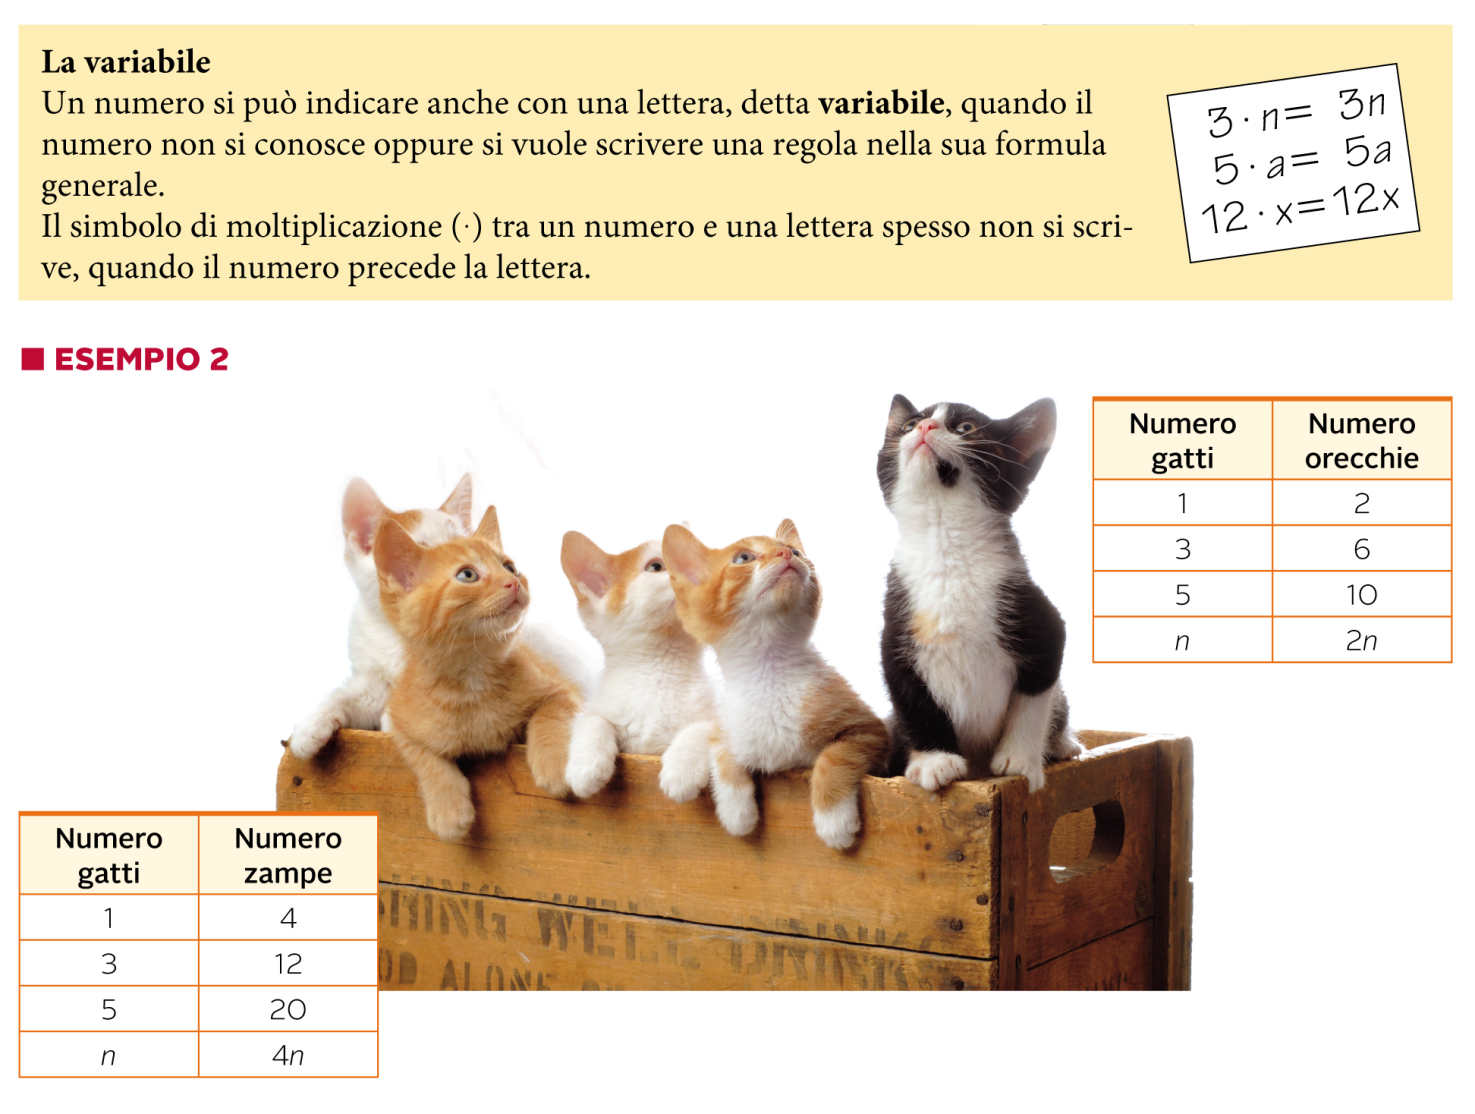 La variabile
Un numero si può indicare anche con una lettera, detta variabile, quando il
numero non si conosce oppure si vuole scrivere una regola nella sua formula
generale.
Il simbolo di moltiplicazione (·) tra un numero e una lettera spesso non si scri-
ve, quando il numero precede la lettera.
3 · n = 3n
5 · a = 5a
12 · x = 12x
■ ESEMPIO 2
Numero gatti Numero orecchie
1 2
3 6
5 10
n 2n
Numero gatti Numero zampe
1 4
3 12
5 20
n 4n
WELL
ALONE